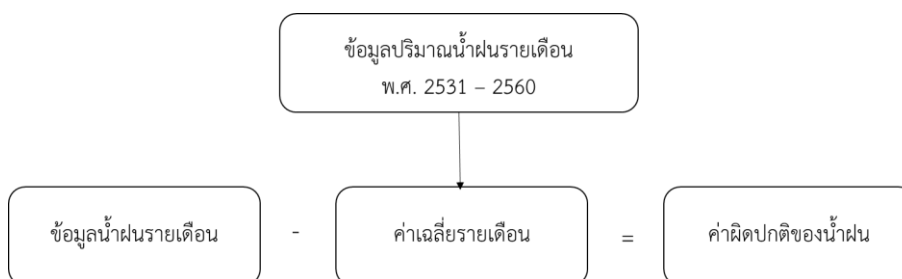 ข้อมูลปริมาณน้ำฝนรายเดือน
พ.ศ. 2531 – 2560
ข้อมูลน้ำฝนรายเดือน - ค่าเฉลี่ยรายเดือน = ค่าผิดปกติของน้ำฝน